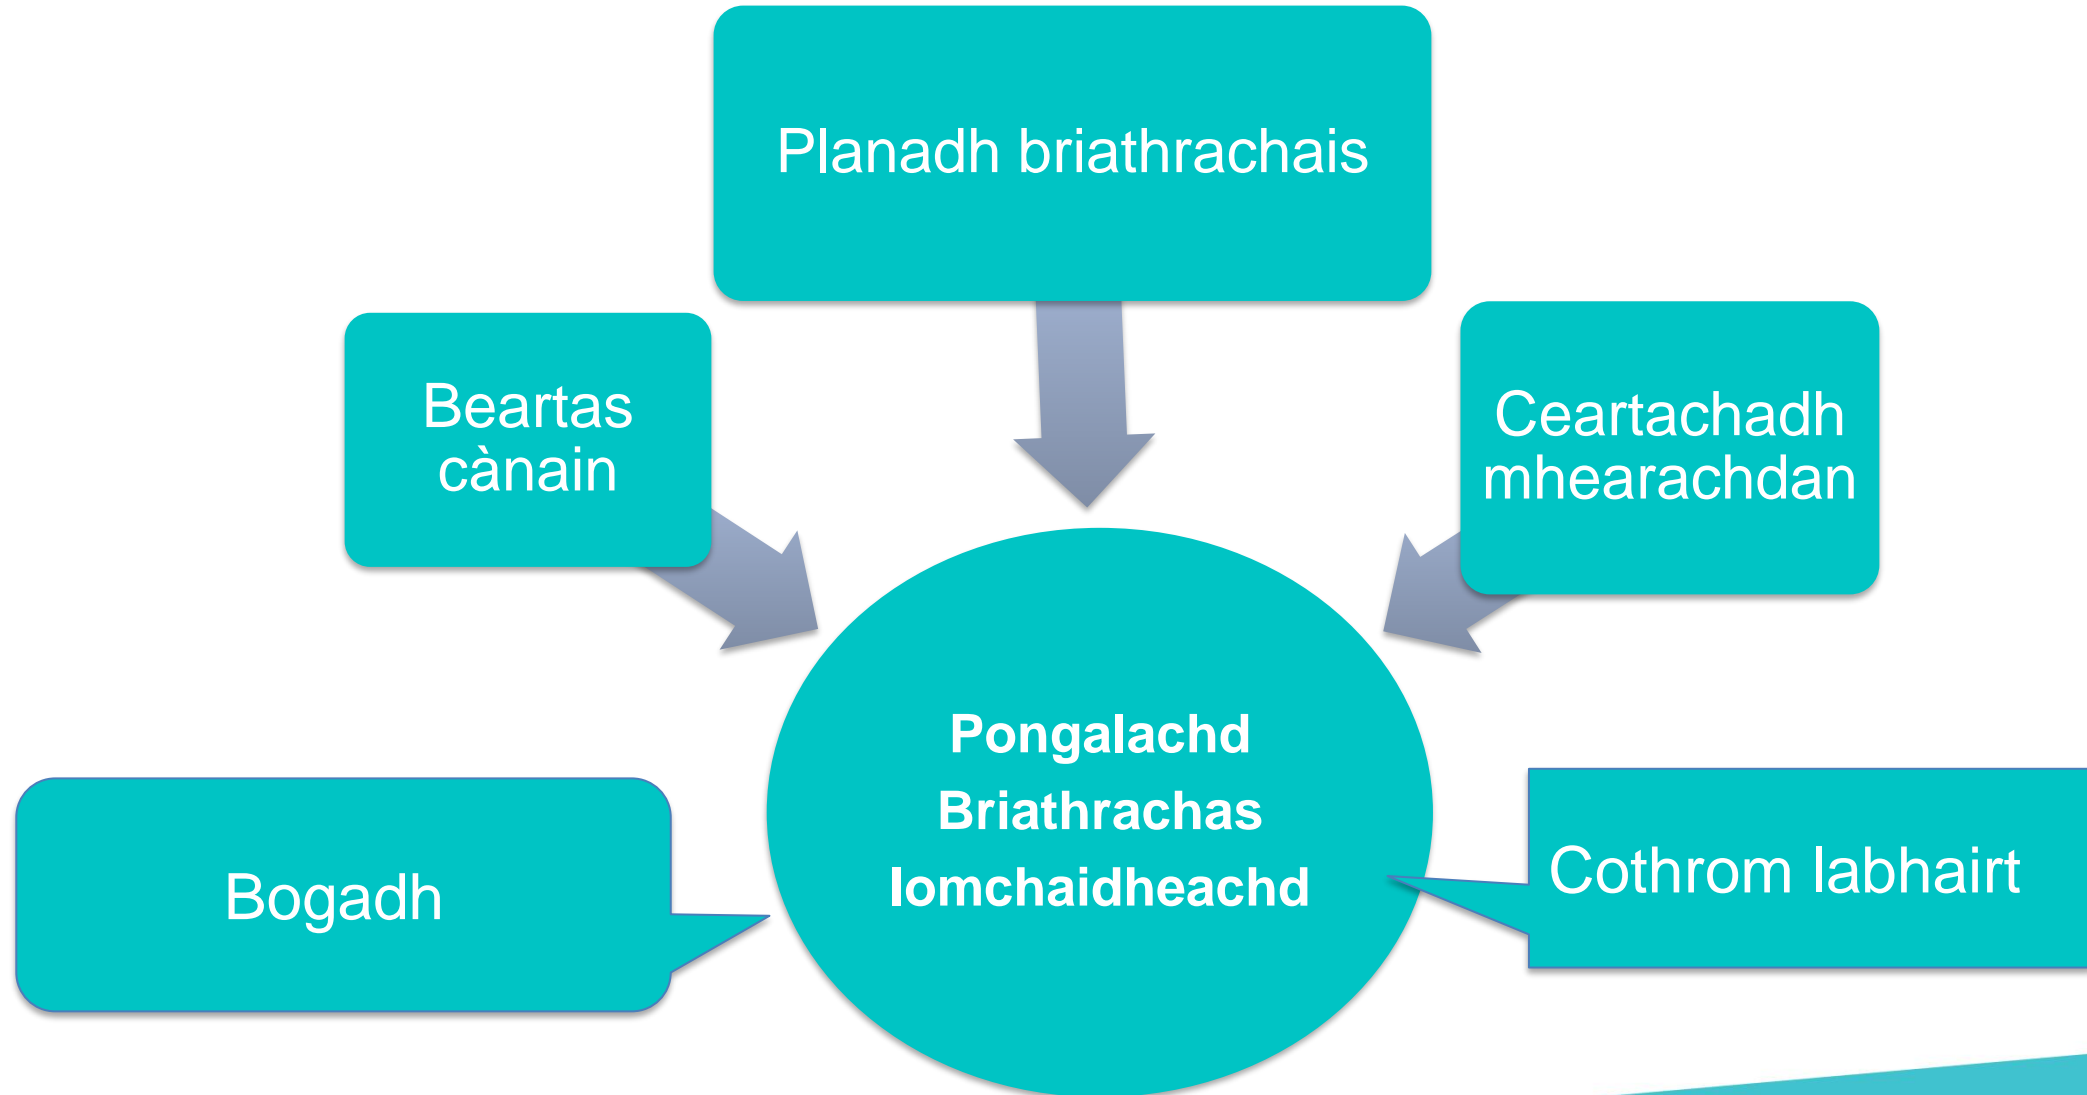 Planadh briathrachais
Beartas
cànain
Ceartachadh
mhearachdan
Pongalachd
Briathrachas
Iomchaidheachd
Bogadh
Cothrom labhairt